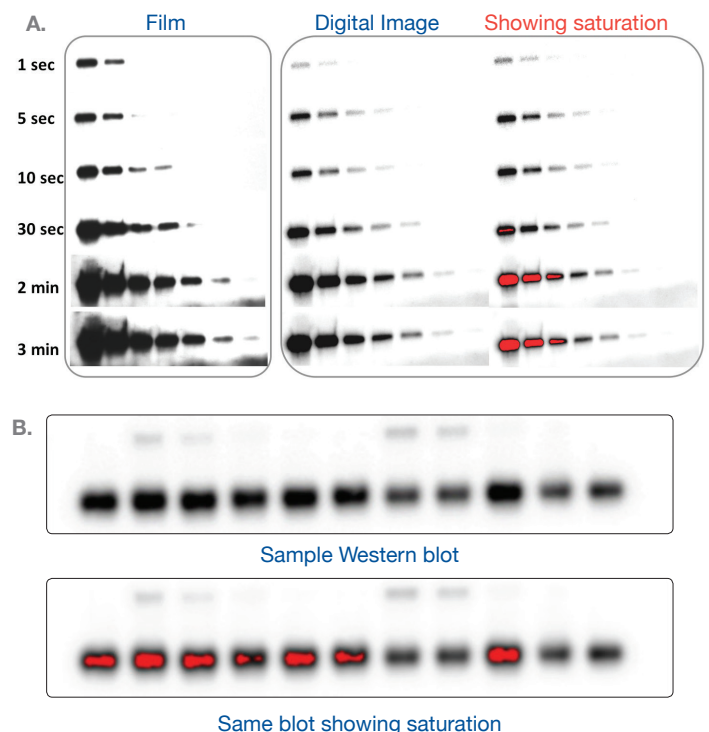 A.
Film
Digital Image
Showing saturation
1 sec
5 sec
10 sec
30 sec
2 min
3 min
B.
Sample Western blot
Same blot showing saturation